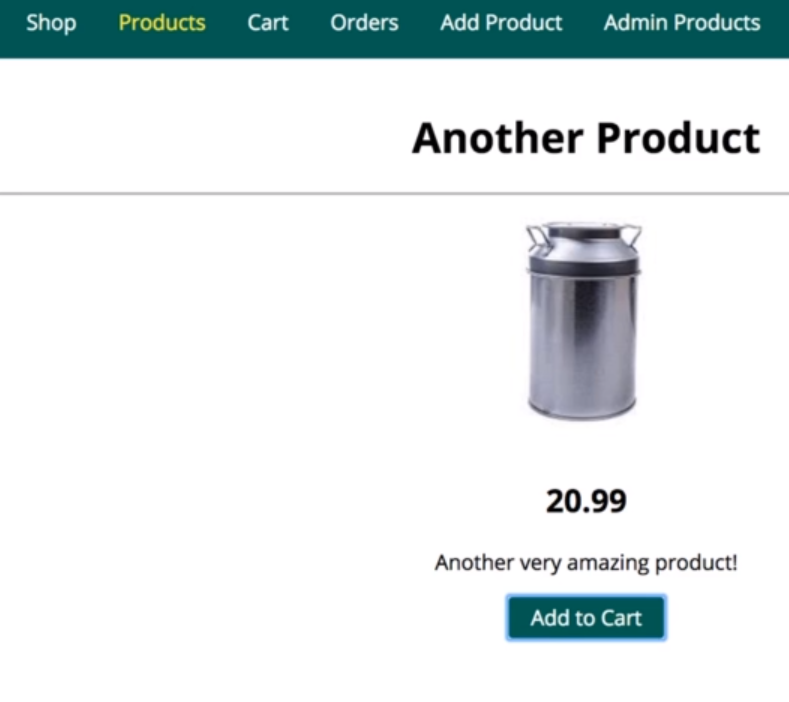 Shop Products Cart Orders Add Product Admin Products
Another Product
20.99
Another very amazing product!
Add to Cart